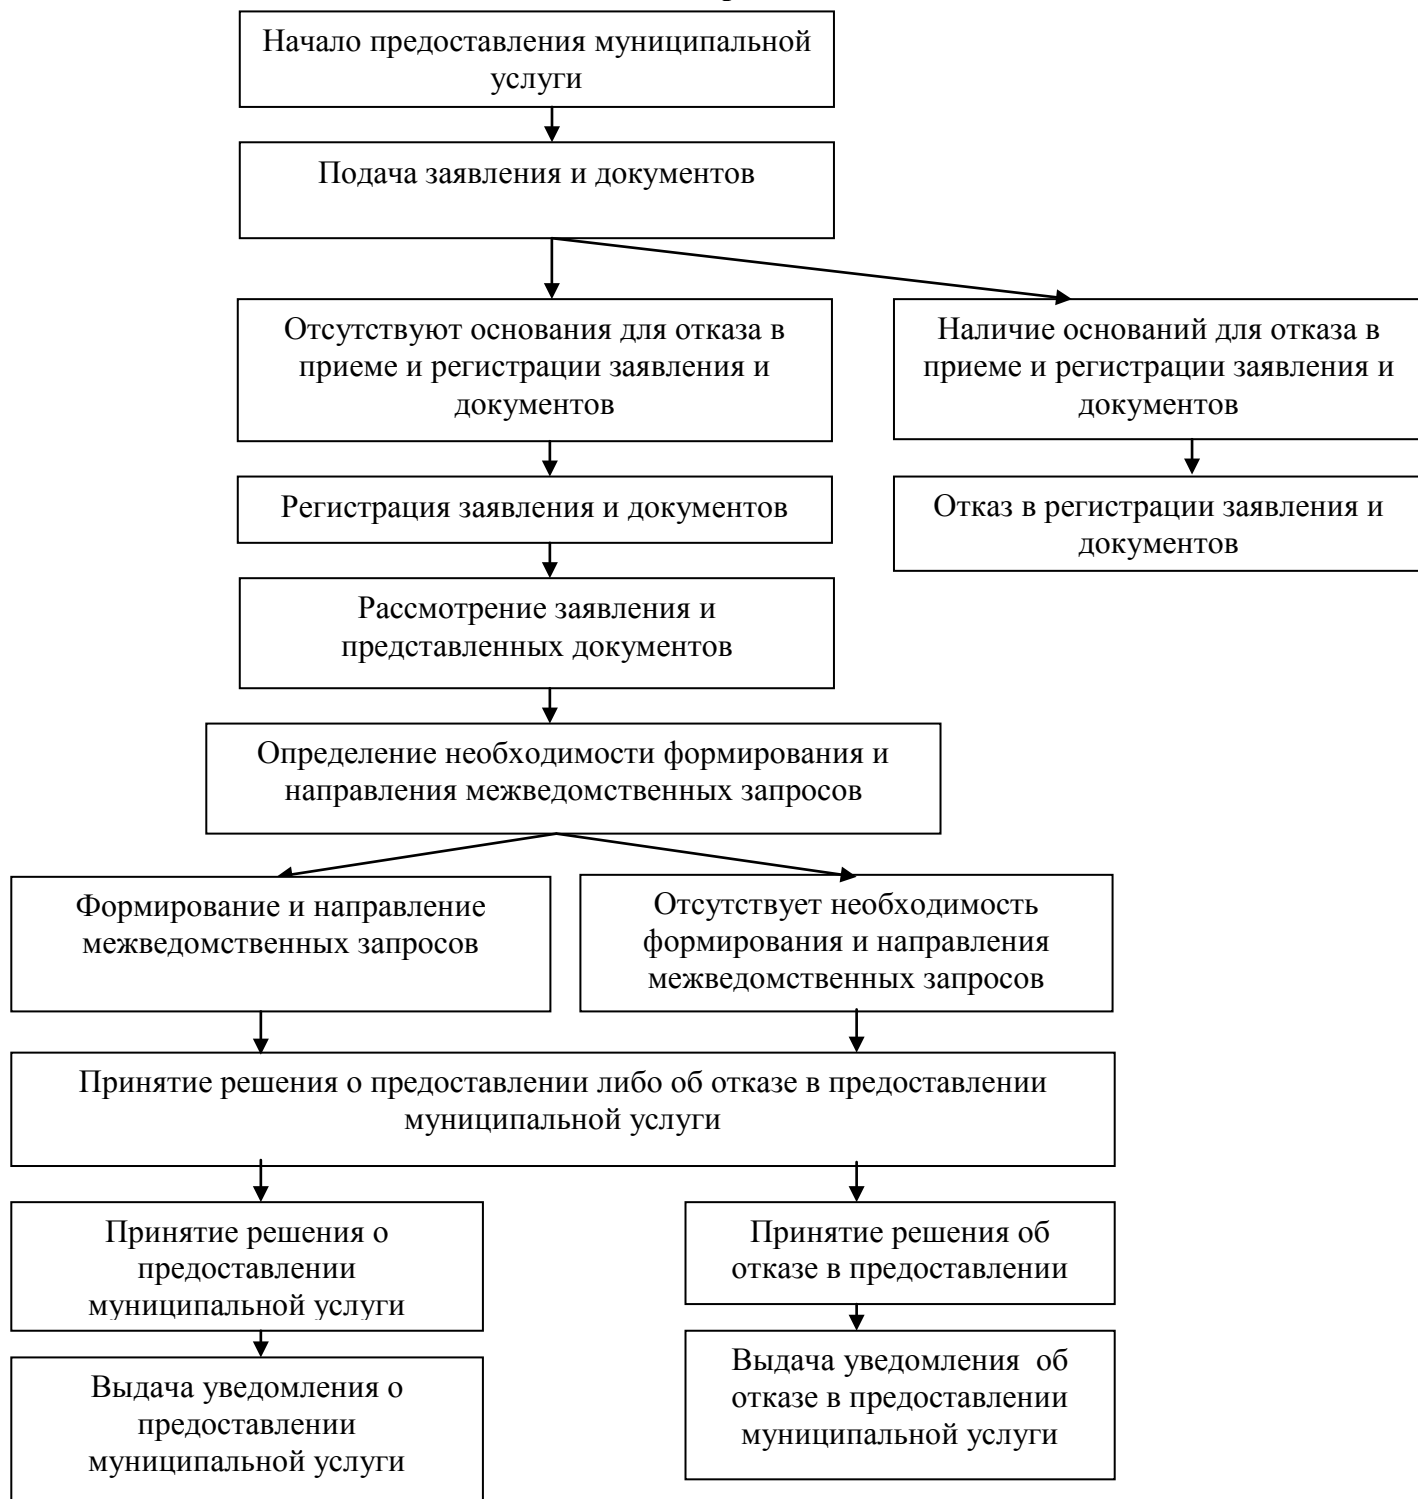 Начало предоставления муниципальной
услуги
Подача заявления и документов
Отсутствуют основания для отказа в
приеме и регистрации заявления и
документов
Наличие оснований для отказа в
приеме и регистрации заявления и
документов
Регистрация заявления и документов
Отказ в регистрации заявления и
документов
Рассмотрение заявления и
представленных документов
Определение необходимости формирования и
направления межведомственных запросов
Формирование и направление
межведомственных запросов
Отсутствует необходимость
формирования и направления
межведомственных запросов
Принятие решения о предоставлении либо об отказе в предоставлении
муниципальной услуги
Принятие решения о
предоставлении
муниципальной услуги
Принятие решения об
отказе в предоставлении
Выдача уведомления о
предоставлении
муниципальной услуги
Выдача уведомления  об
отказе в предоставлении
муниципальной услуги